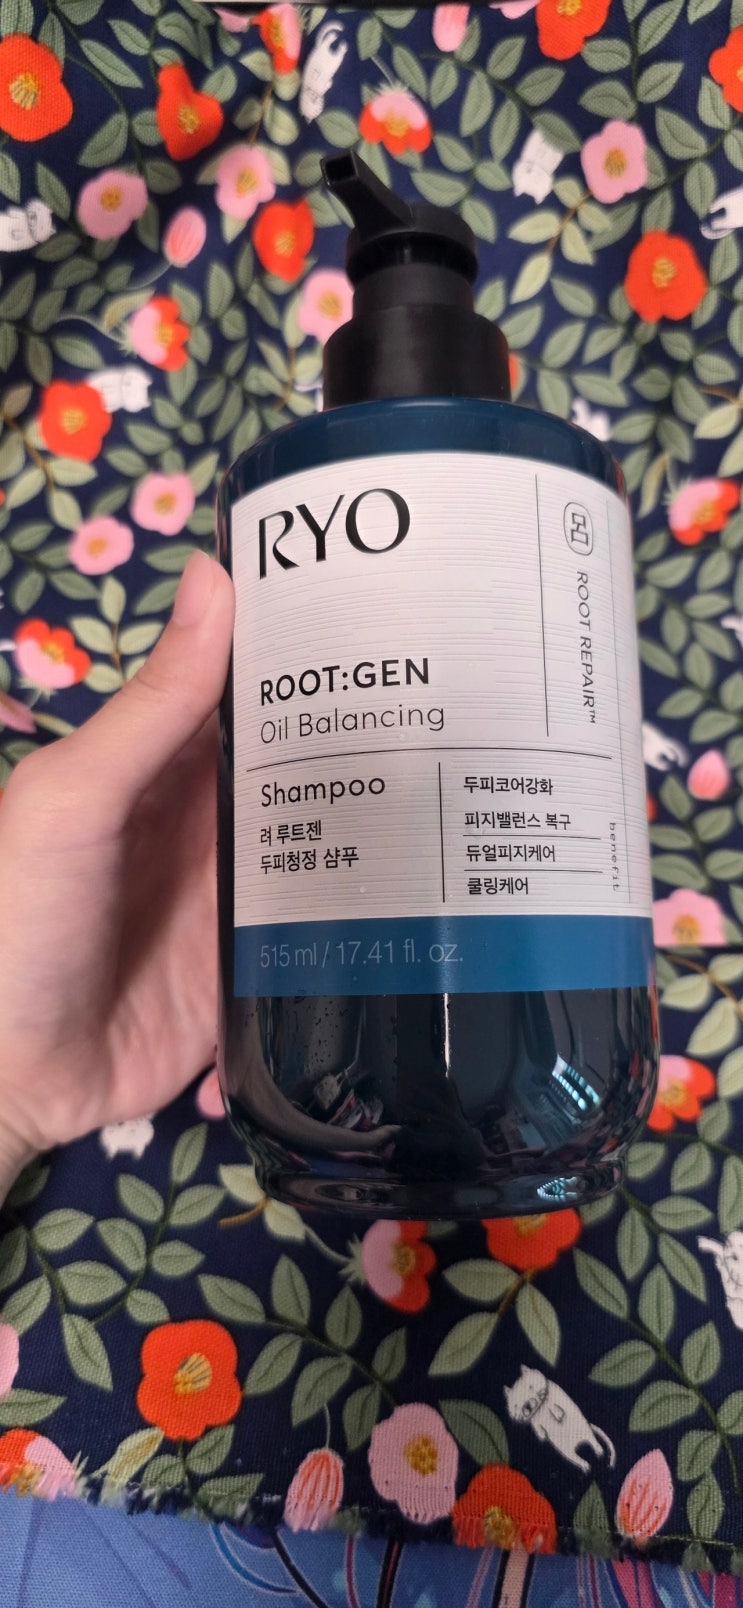 RYO
ROOT:GEN
Oil Balancing
Shampoo
려 루트젠
두피청정 샴푸
두피코어강화
피지밸런스 복구
듀얼피지케어
쿨링케어
benefit
呂
ROOT REPAIR™
515 ml / 17.41 fl. oz.